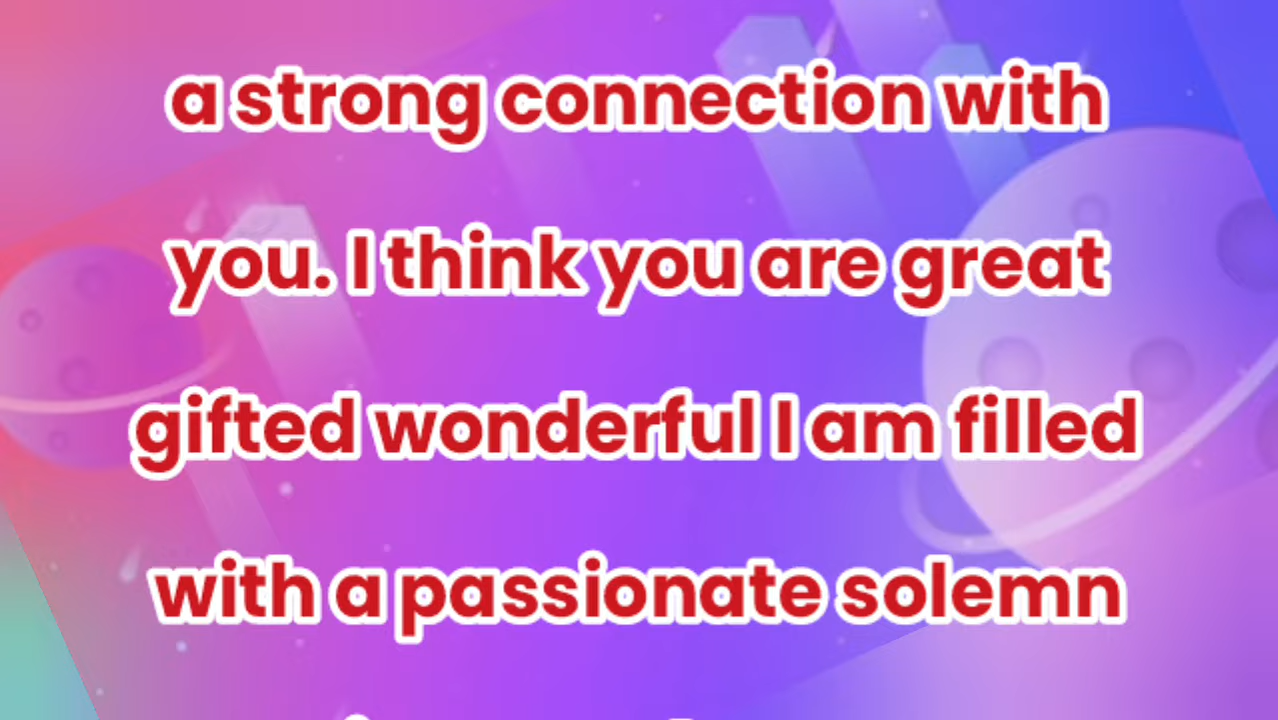 a strong connection with
you. I think you are great
gifted wonderful I am filled
with a passionate solemn